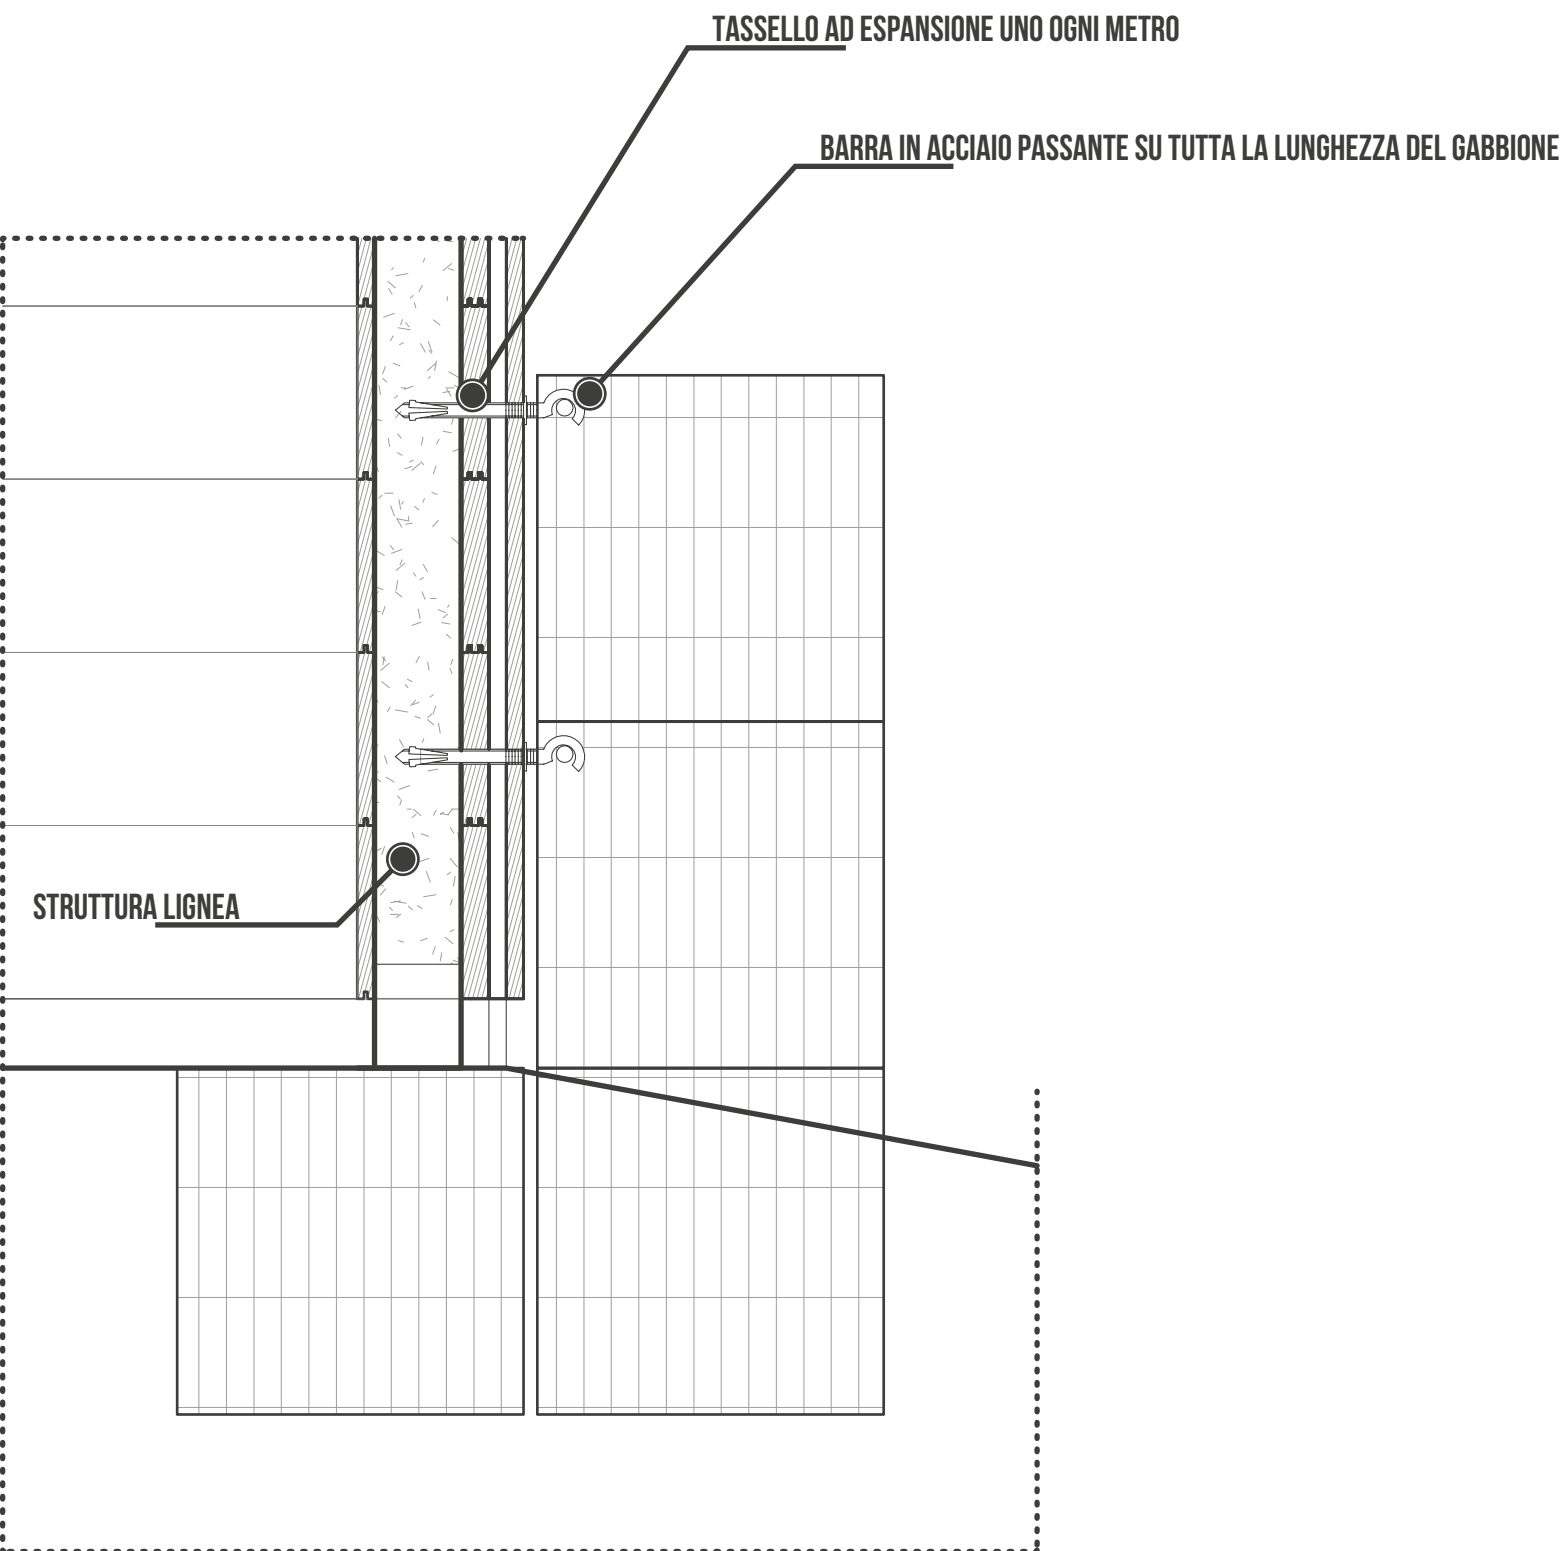 TASSELLO AD ESPANSIONE UNO OGNI METRO
BARRA IN ACCIAIO PASSANTE SU TUTTA LA LUNGHEZZA DEL GABBIONE
STRUTTURA LIGNEA